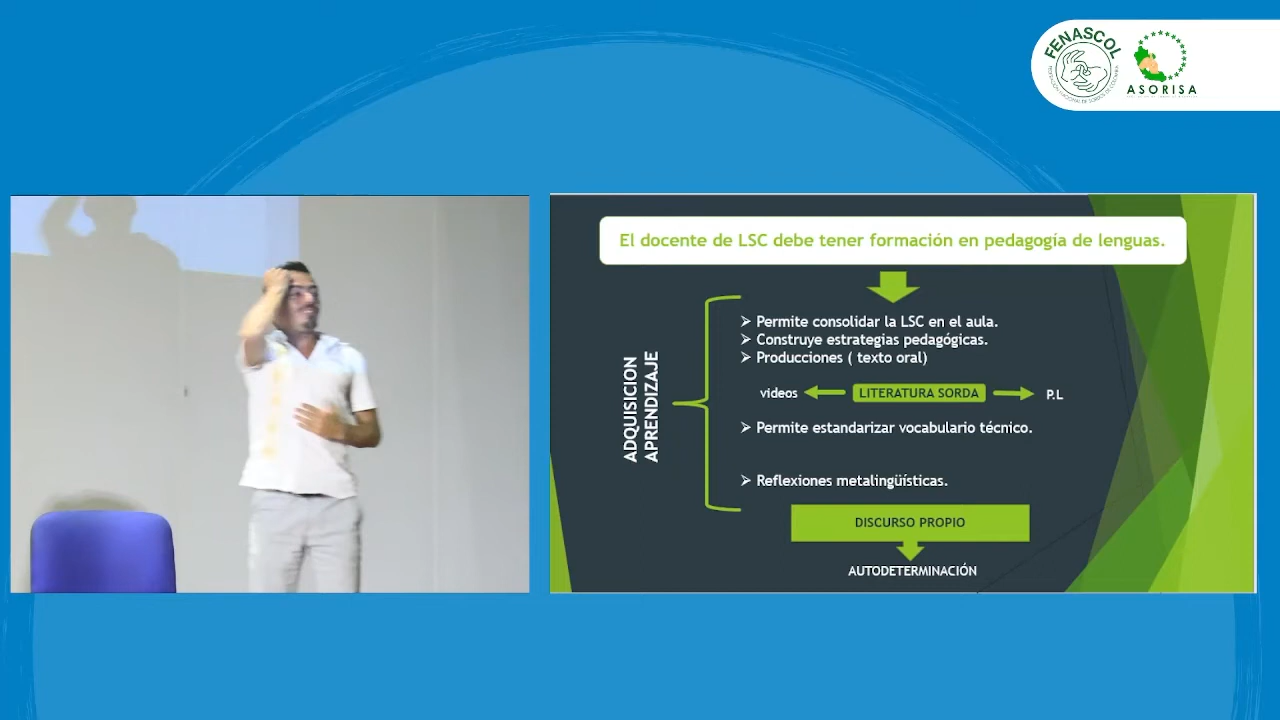 FENASCOL
ASORISA
El docente de LSC debe tener formación en pedagogía de lenguas.
ADQUISICION
APRENDIZAJE
➢ Permite consolidar la LSC en el aula.
➢ Construye estrategias pedagógicas.
➢ Producciones ( texto oral)
videos
LITERATURA SORDA
P.L
➢ Permite estandarizar vocabulario técnico.
➢ Reflexiones metalingüísticas.
DISCURSO PROPIO
AUTODETERMINACIÓN